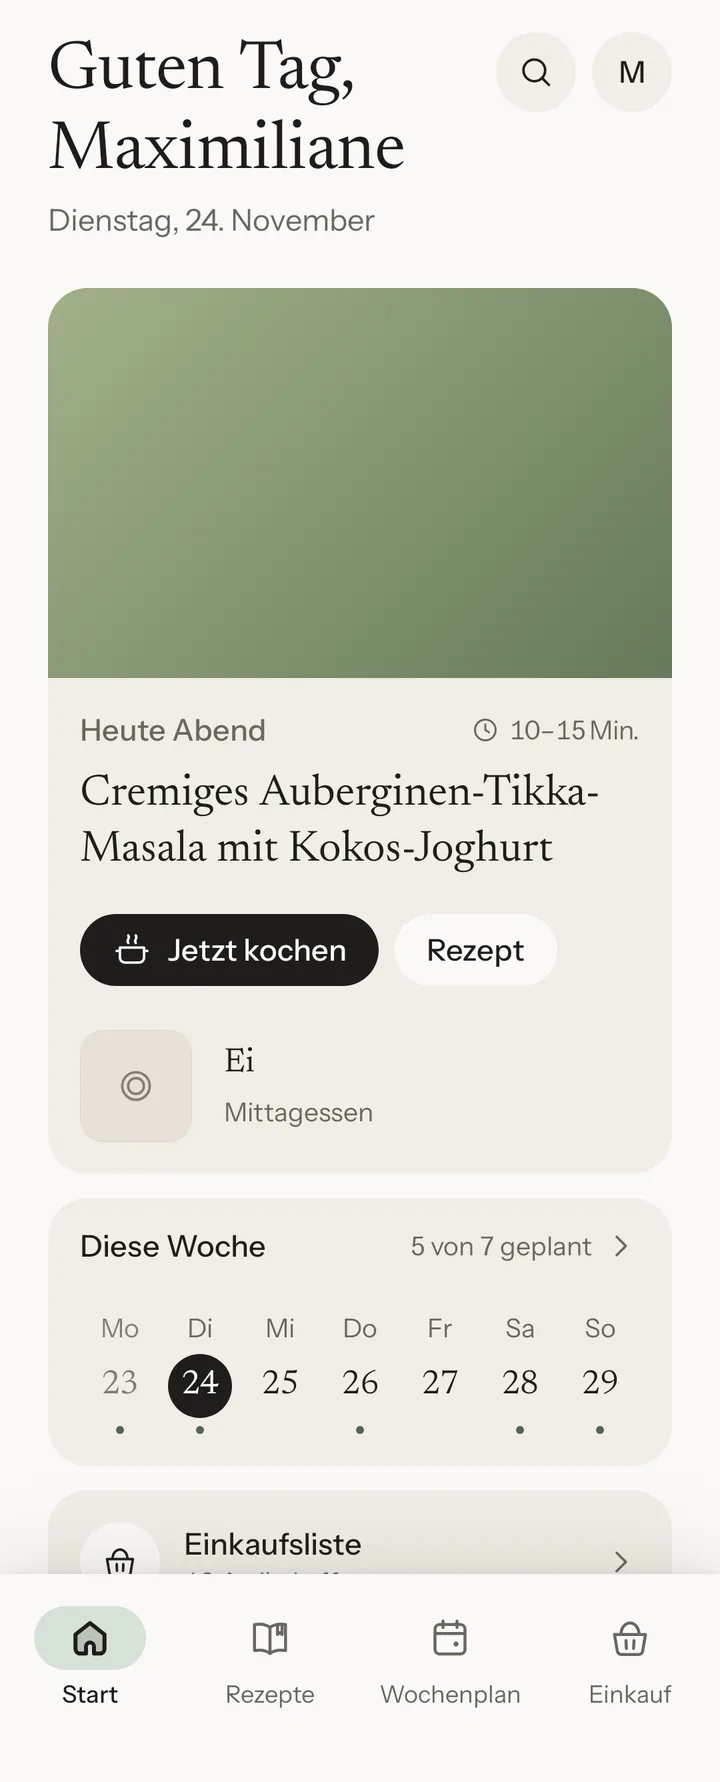 Guten Tag,
Maximiliane
M
Dienstag, 24. November
Heute Abend
10–15 Min.
Cremiges Auberginen-Tikka-
Masala mit Kokos-Joghurt
Jetzt kochen
Rezept
Ei
Mittagessen
Diese Woche
5 von 7 geplant
Mo Di Mi Do Fr Sa So
23 24 25 26 27 28 29
Einkaufsliste
Start
Rezepte
Wochenplan
Einkauf